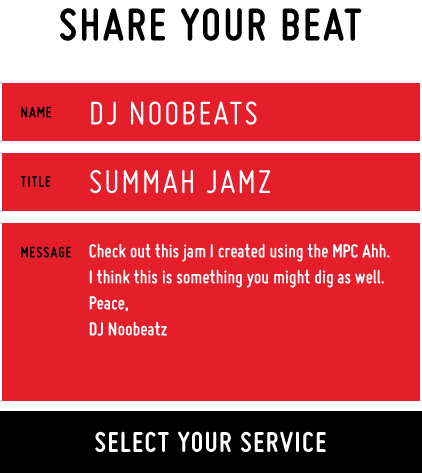 SHARE YOUR BEAT
NAME DJ NOOBEATS
TITLE SUMMAH JAMZ
MESSAGE Check out this jam I created using the MPC Ahh.
I think this is something you might dig as well.
Peace,
DJ Noobeatz
SELECT YOUR SERVICE